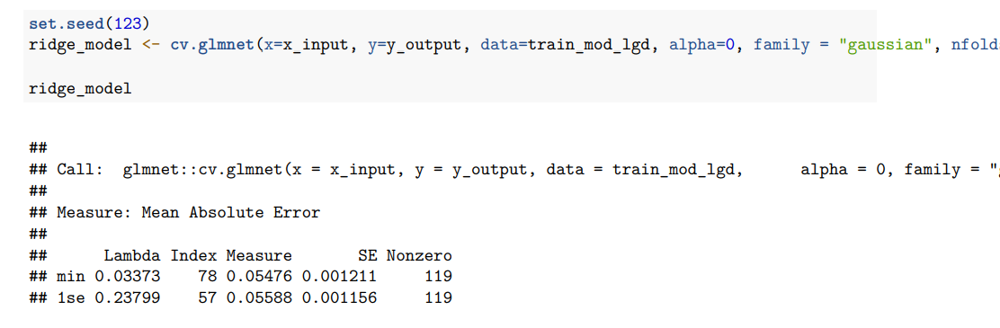 set.seed(123)
ridge_model <- cv.glmnet(x=x_input, y=y_output, data=train_mod_lgd, alpha=0, family = "gaussian", nfold
ridge_model
##
## Call:  glmnet::cv.glmnet(x = x_input, y = y_output, data = train_mod_lgd,      alpha = 0, family = "
##
## Measure: Mean Absolute Error
##
##      Lambda Index Measure       SE Nonzero
## min 0.03373    78 0.05476 0.001211     119
## 1se 0.23799    57 0.05588 0.001156     119